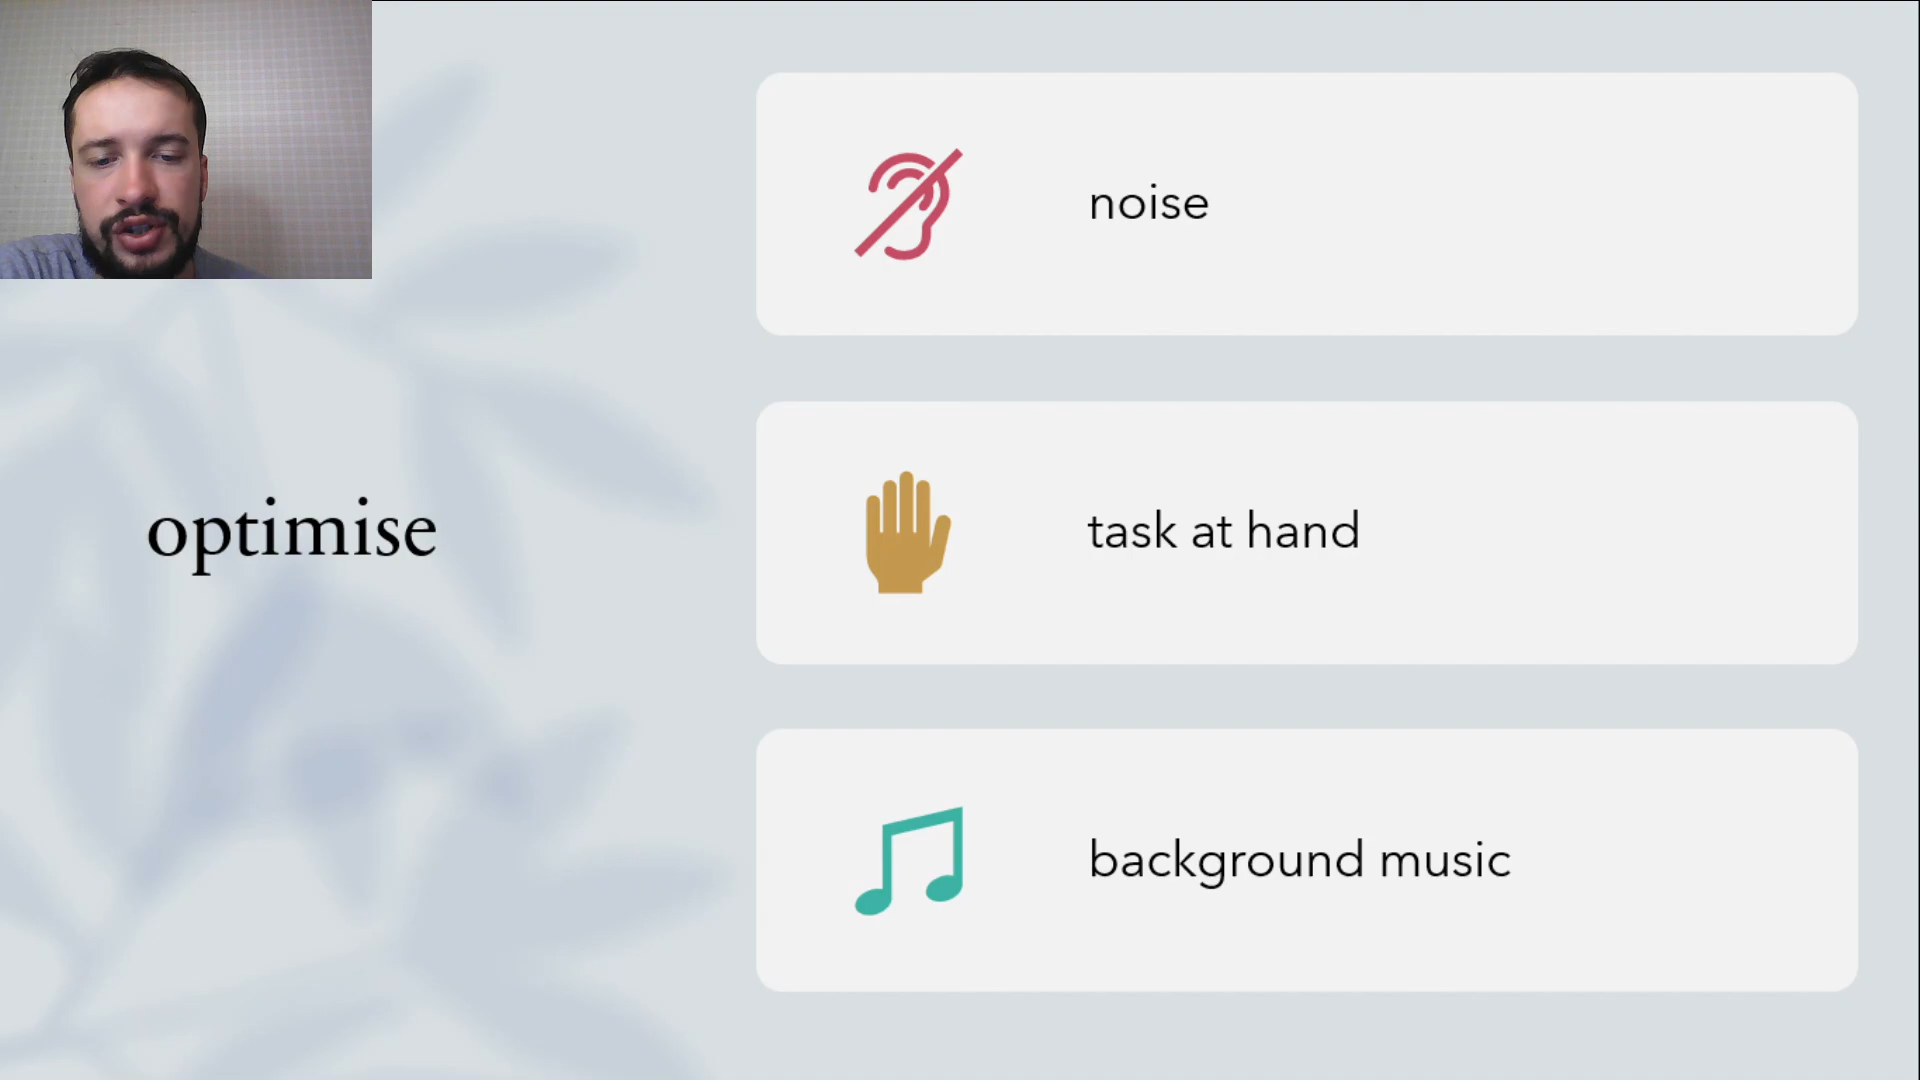 optimise
noise
task at hand
background music